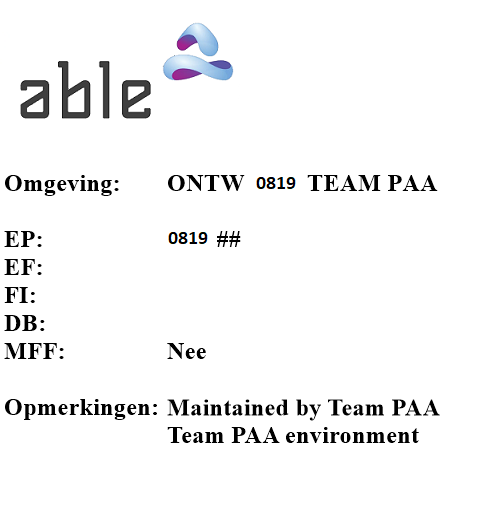 able
Omgeving: ONTW 0819 TEAM PAA
EP: 0819 ##
EF:
FI:
DB:
MFF: Nee
Opmerkingen: Maintained by Team PAA
Team PAA environment